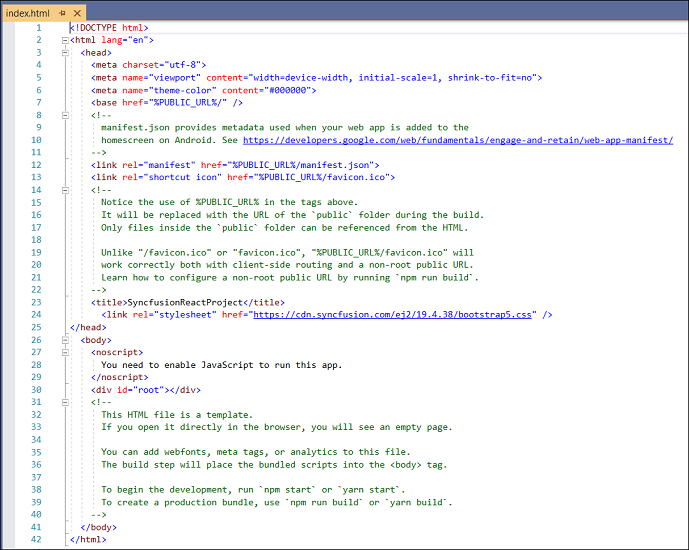 index.html
1 <!DOCTYPE html>
2 <html lang="en">
3 <head>
4 <meta charset="utf-8">
5 <meta name="viewport" content="width=device-width, initial-scale=1, shrink-to-fit=no">
6 <meta name="theme-color" content="#000000">
7 <base href="%PUBLIC_URL%/" />
8 <!--
9 manifest.json provides metadata used when your web app is added to the
10 homescreen on Android. See https://developers.google.com/web/fundamentals/engage-and-retain/web-app-manifest/
11 -->
12 <link rel="manifest" href="%PUBLIC_URL%/manifest.json">
13 <link rel="shortcut icon" href="%PUBLIC_URL%/favicon.ico">
14 <!--
15 Notice the use of %PUBLIC_URL% in the tags above.
16 It will be replaced with the URL of the `public` folder during the build.
17 Only files inside the `public` folder can be referenced from the HTML.
18
19 Unlike "/favicon.ico" or "favicon.ico", "%PUBLIC_URL%/favicon.ico" will
20 work correctly both with client-side routing and a non-root public URL.
21 Learn how to configure a non-root public URL by running `npm run build`.
22 -->
23 <title>SyncfusionReactProject</title>
24 <link rel="stylesheet" href="https://cdn.syncfusion.com/ej2/19.4.38/bootstrap5.css" />
25 </head>
26 <body>
27 <noscript>
28 You need to enable JavaScript to run this app.
29 </noscript>
30 <div id="root"></div>
31 <!--
32 This HTML file is a template.
33 If you open it directly in the browser, you will see an empty page.
34
35 You can add webfonts, meta tags, or analytics to this file.
36 The build step will place the bundled scripts into the <body> tag.
37
38 To begin the development, run `npm start` or `yarn start`.
39 To create a production bundle, use `npm run build` or `yarn build`.
40 -->
41 </body>
42 </html>